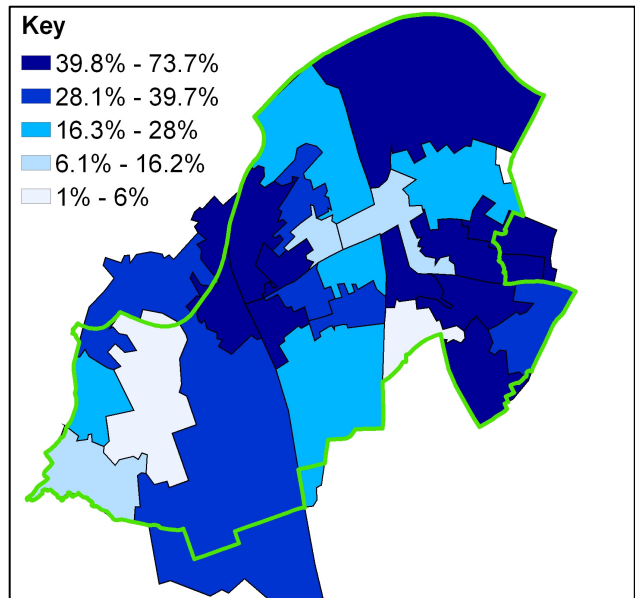 Key
39.8% - 73.7%
28.1% - 39.7%
16.3% - 28%
6.1% - 16.2%
1% - 6%